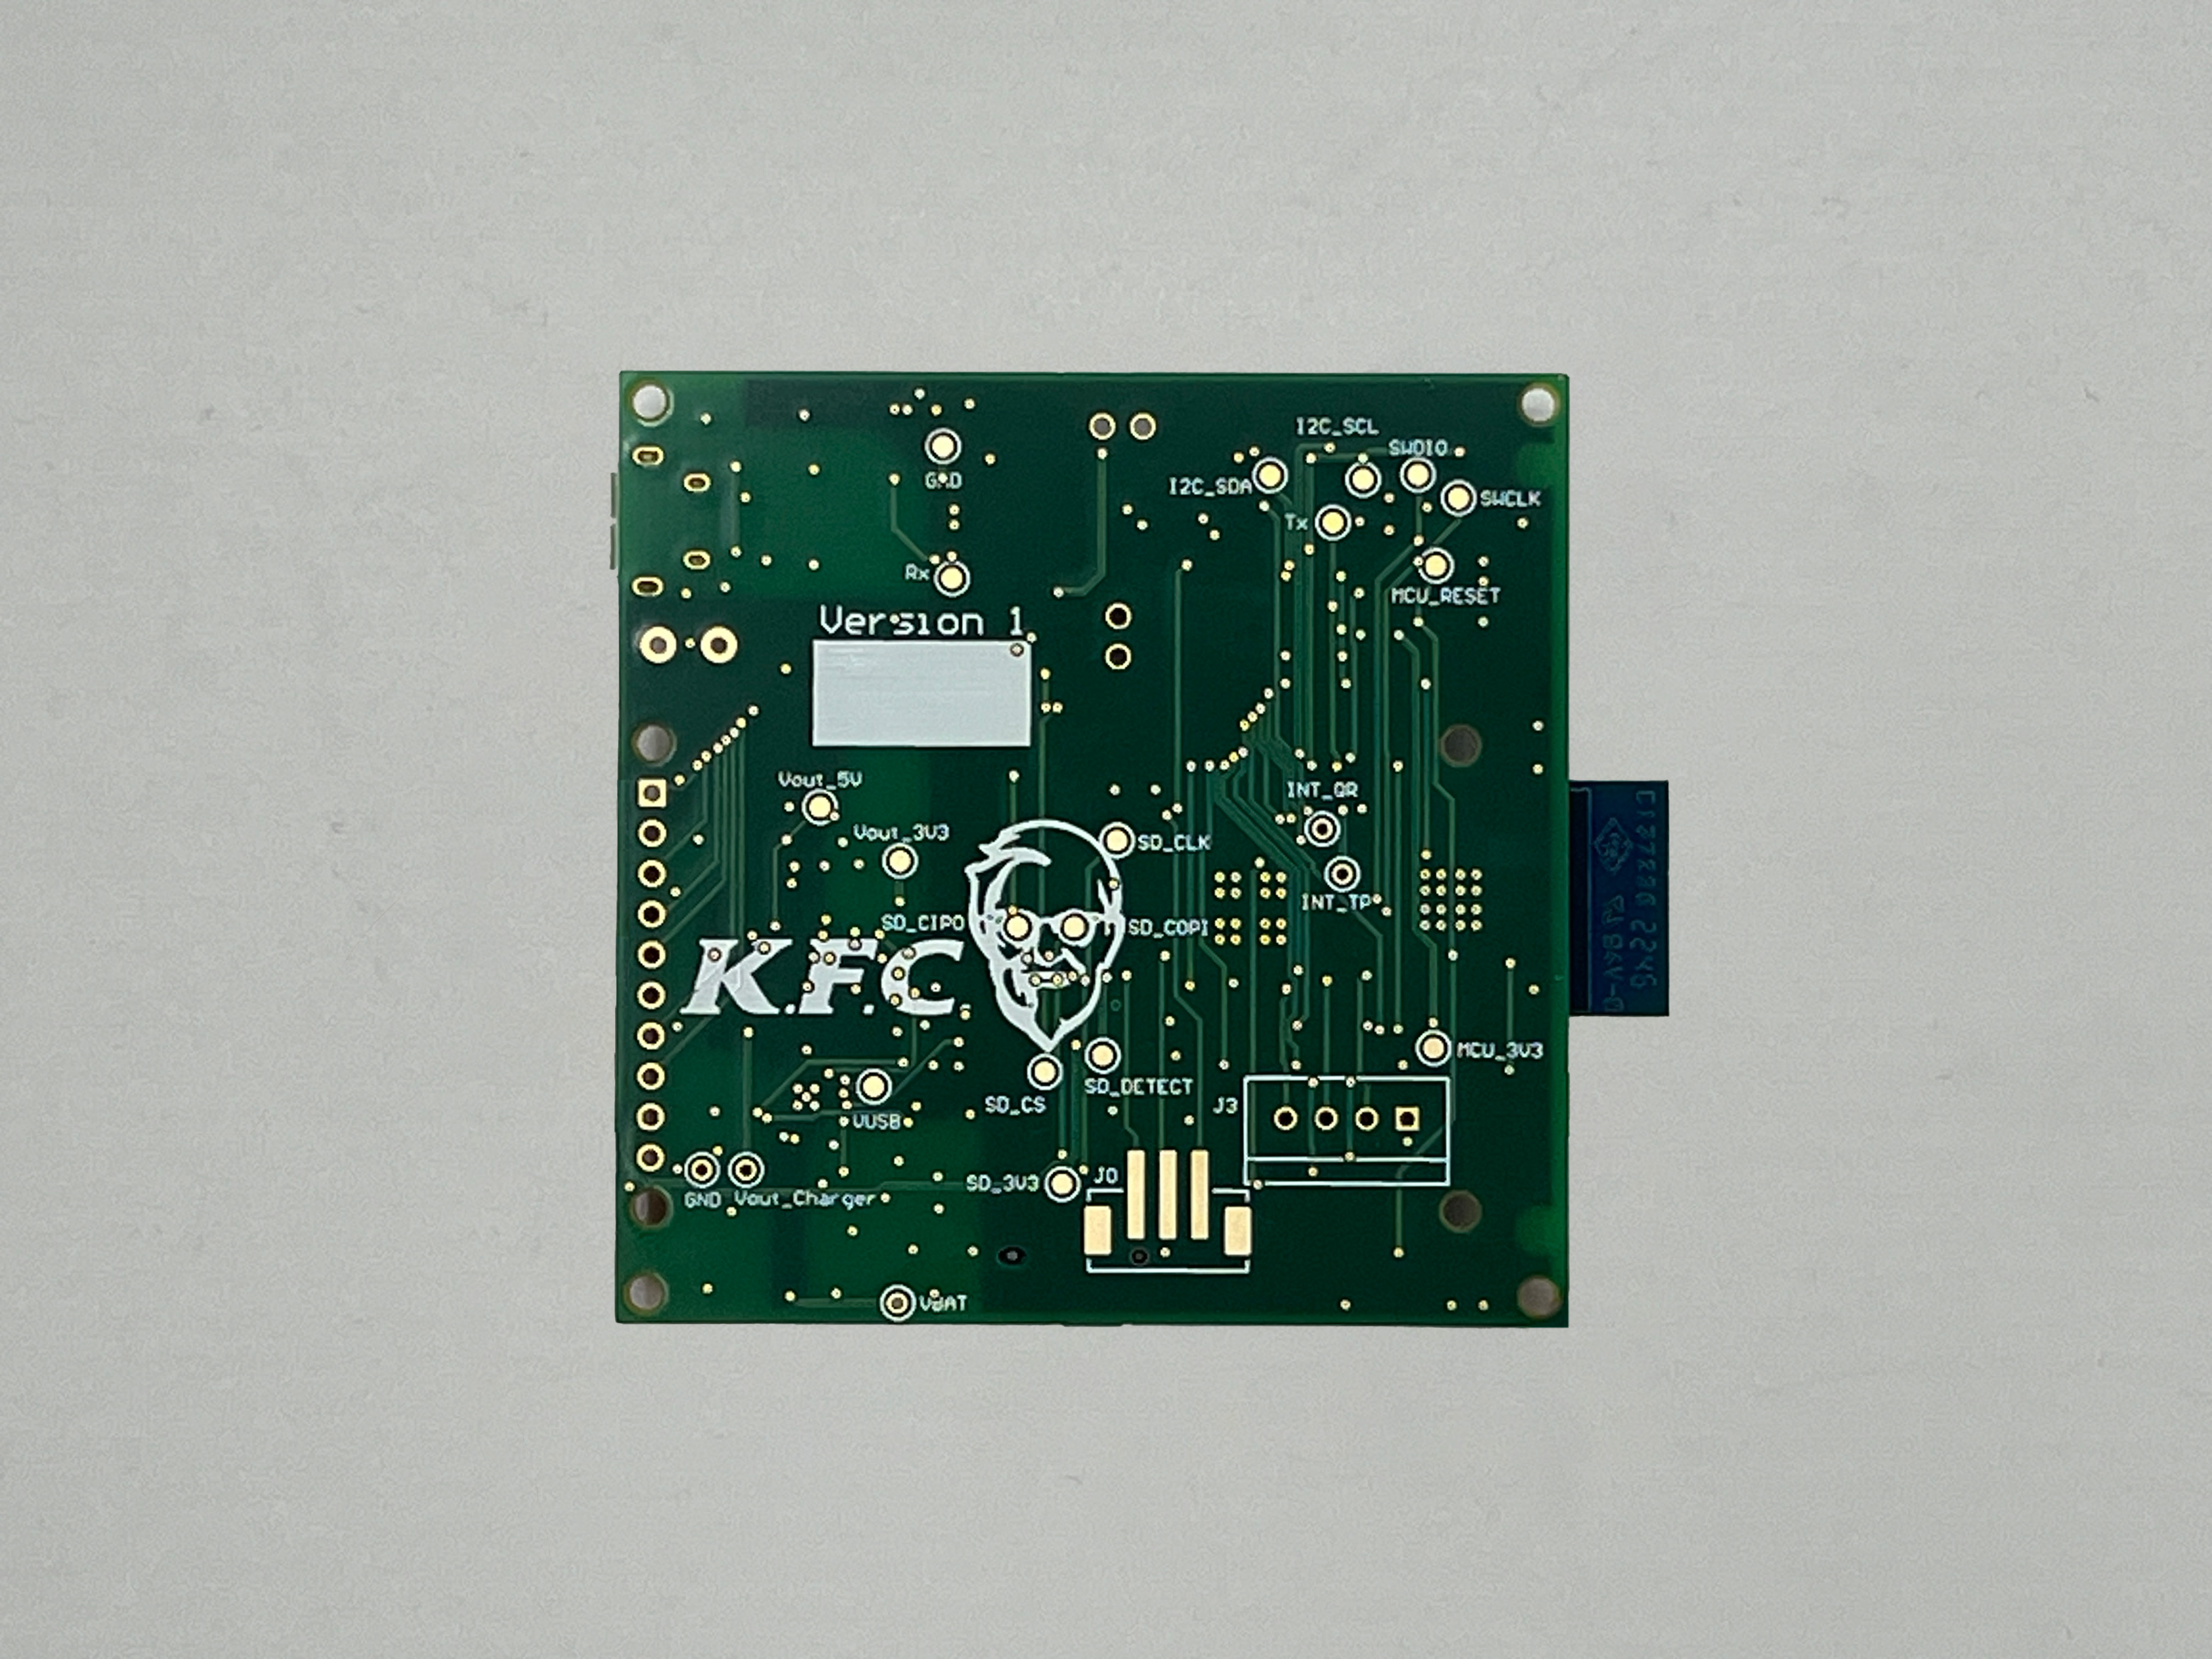 I2C_SCL
SWDIO
GND
I2C_SDA
SWCLK
Tx
Rx
MCU_RESET
Version 1
Vout_5V
INT_QR
Vout_3V3
SD_CLK
INT_TP
SD_CIPO
SD_COPI
K.F.C.
MCU_3V3
SD_DETECT
SD_CS
J3
VUSB
J0
SD_3V3
GND
Vout_Charger
VBAT